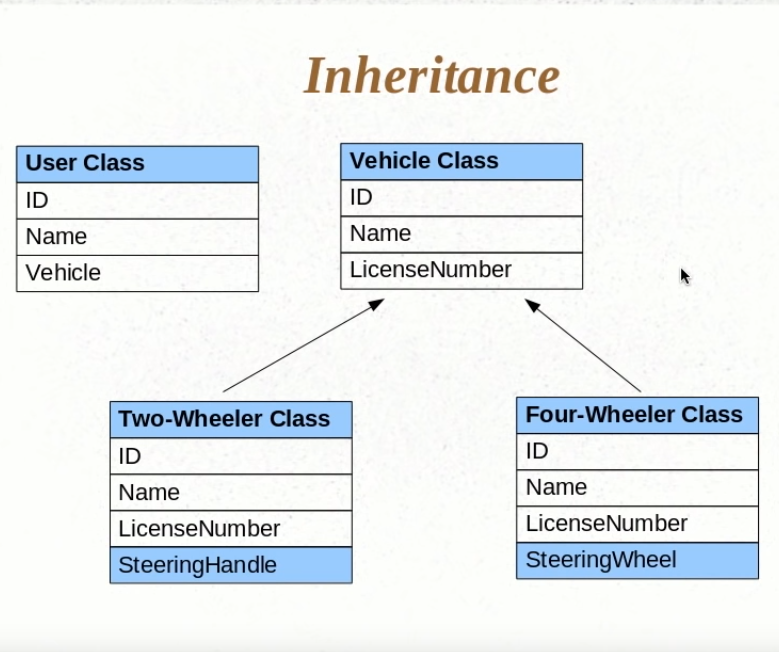 Inheritance
User Class
ID
Name
Vehicle
Vehicle Class
ID
Name
LicenseNumber
Two-Wheeler Class
ID
Name
LicenseNumber
SteeringHandle
Four-Wheeler Class
ID
Name
LicenseNumber
SteeringWheel